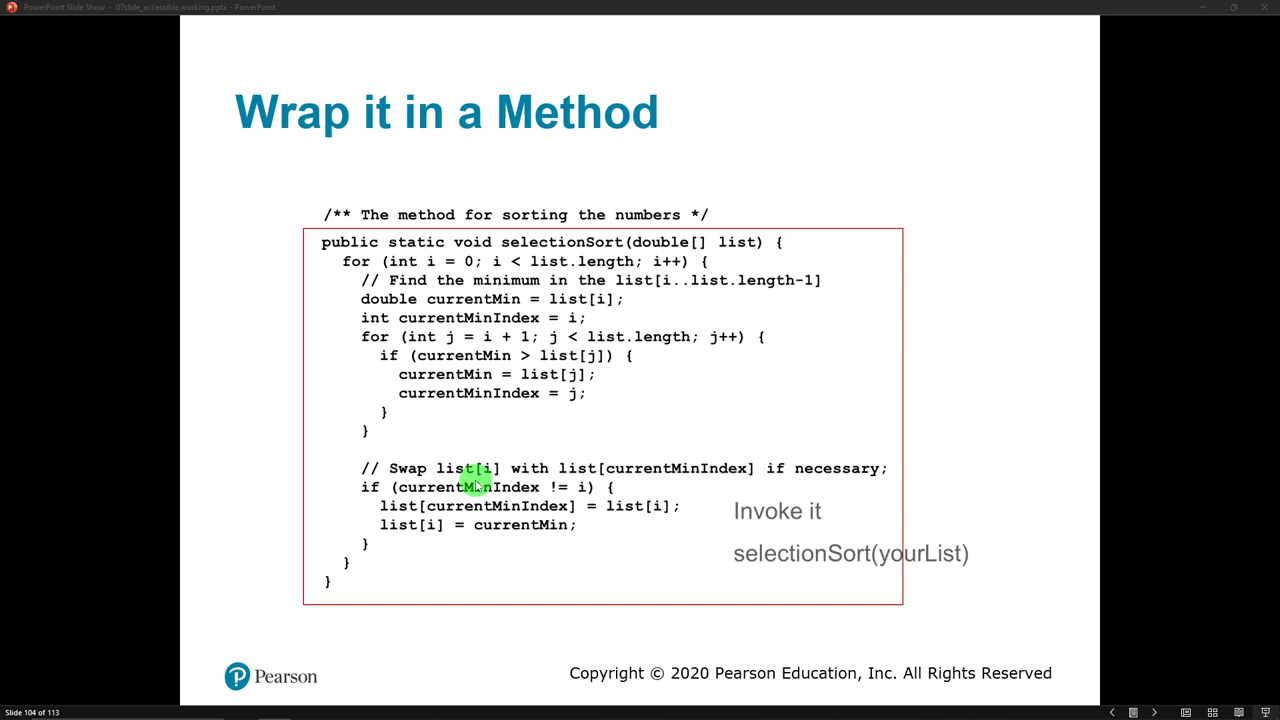 PowerPoint Slide Show - 07slide_accessible working.pptx - PowerPoint
Wrap it in a Method
/** The method for sorting the numbers */
public static void selectionSort(double[] list) {
for (int i = 0; i < list.length; i++) {
// Find the minimum in the list[i..list.length-1]
double currentMin = list[i];
int currentMinIndex = i;
for (int j = i + 1; j < list.length; j++) {
if (currentMin > list[j]) {
currentMin = list[j];
currentMinIndex = j;
}
}
// Swap list[i] with list[currentMinIndex] if necessary;
if (currentMinIndex != i) {
list[currentMinIndex] = list[i];
list[i] = currentMin;
}
}
}
Invoke it
selectionSort(yourList)
Pearson
Copyright © 2020 Pearson Education, Inc. All Rights Reserved
Slide 104 of 113